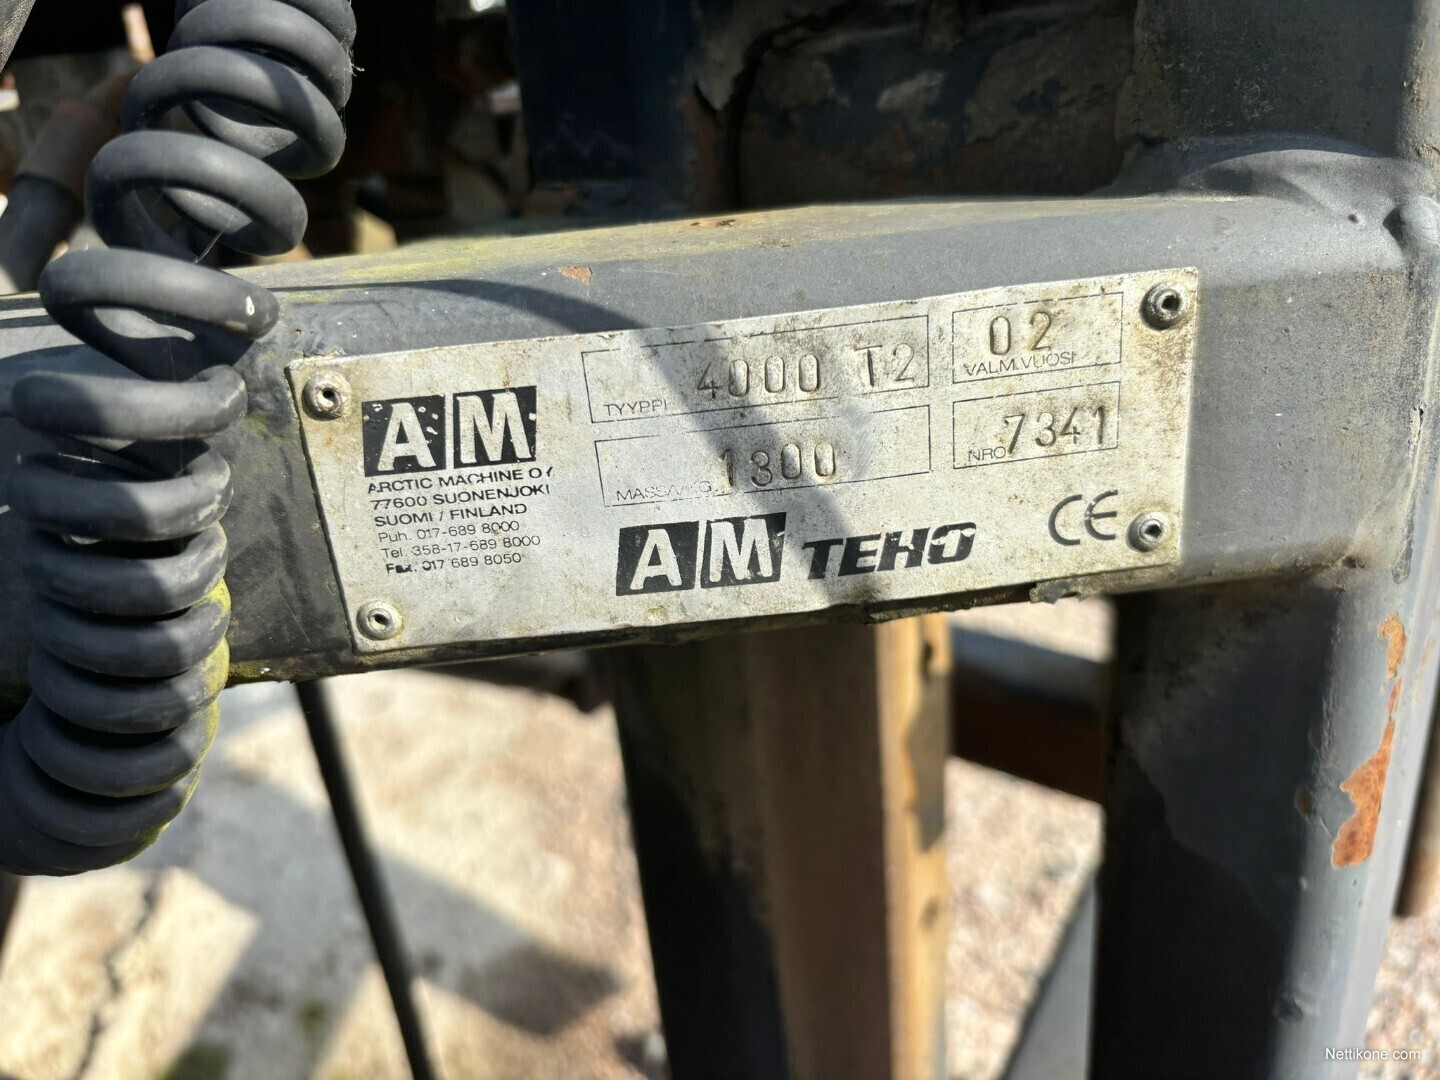 AM
ARCTIC MACHINE OY
77600 SUONENJOKI
SUOMI / FINLAND
Puh. 017-689 8000
Tel. 358-17-689 8000
Fax. 017 689 8050
TYYPPI 4000 T2
02
VALM.VUOSI
MASSA/KG 1300
NRO 7341
AM TEHO
CE
Nettikone.com